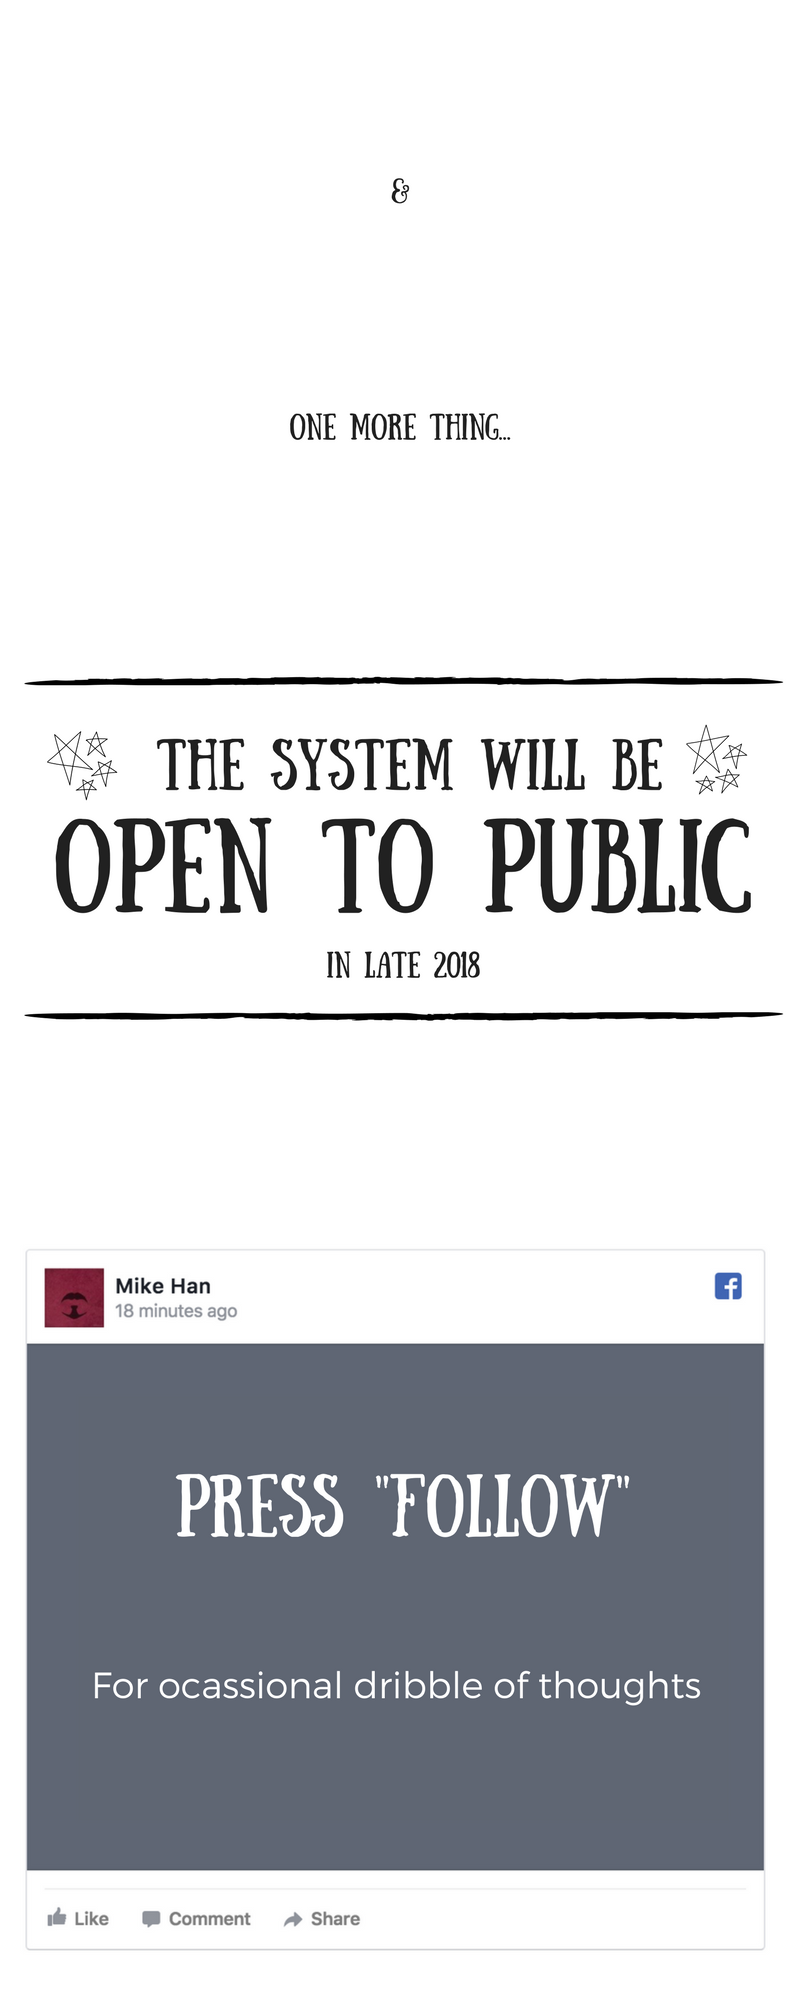 &
ONE MORE THING...
THE SYSTEM WILL BE
OPEN TO PUBLIC
IN LATE 2018
Mike Han
18 minutes ago
PRESS "FOLLOW"
For ocassional dribble of thoughts
Like Comment Share